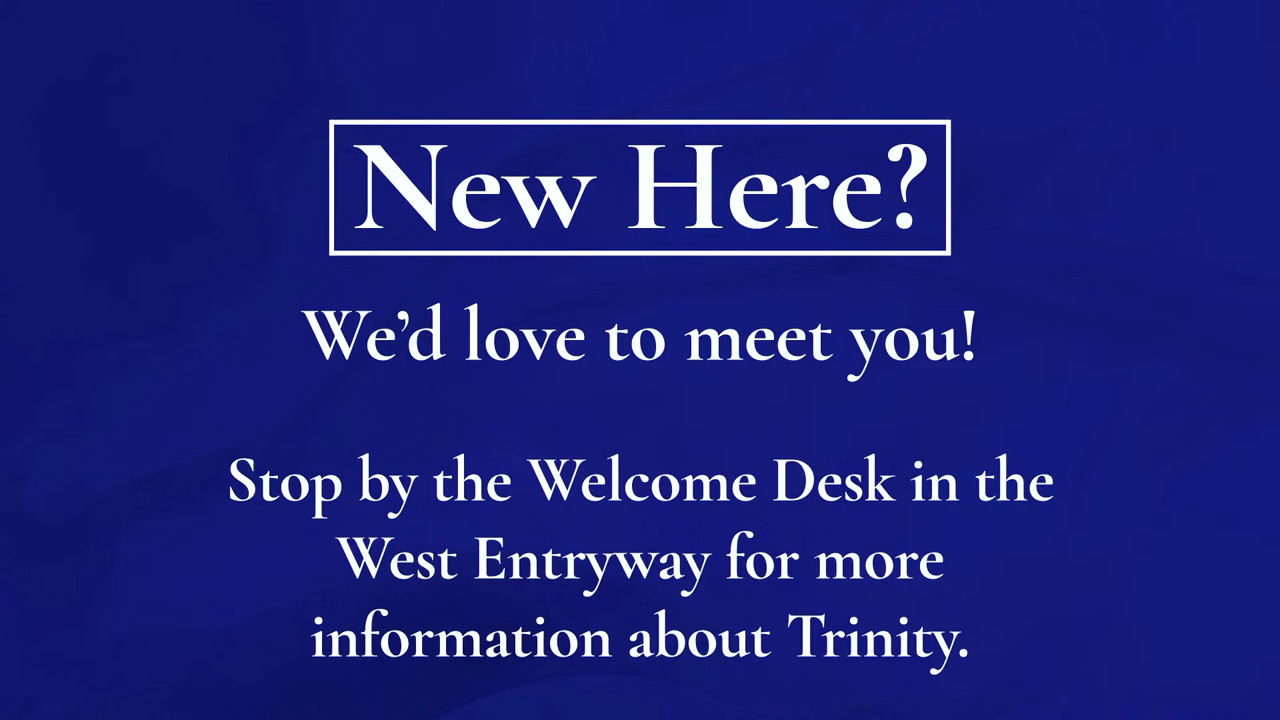 New Here?
We’d love to meet you!
Stop by the Welcome Desk in the
West Entryway for more
information about Trinity.